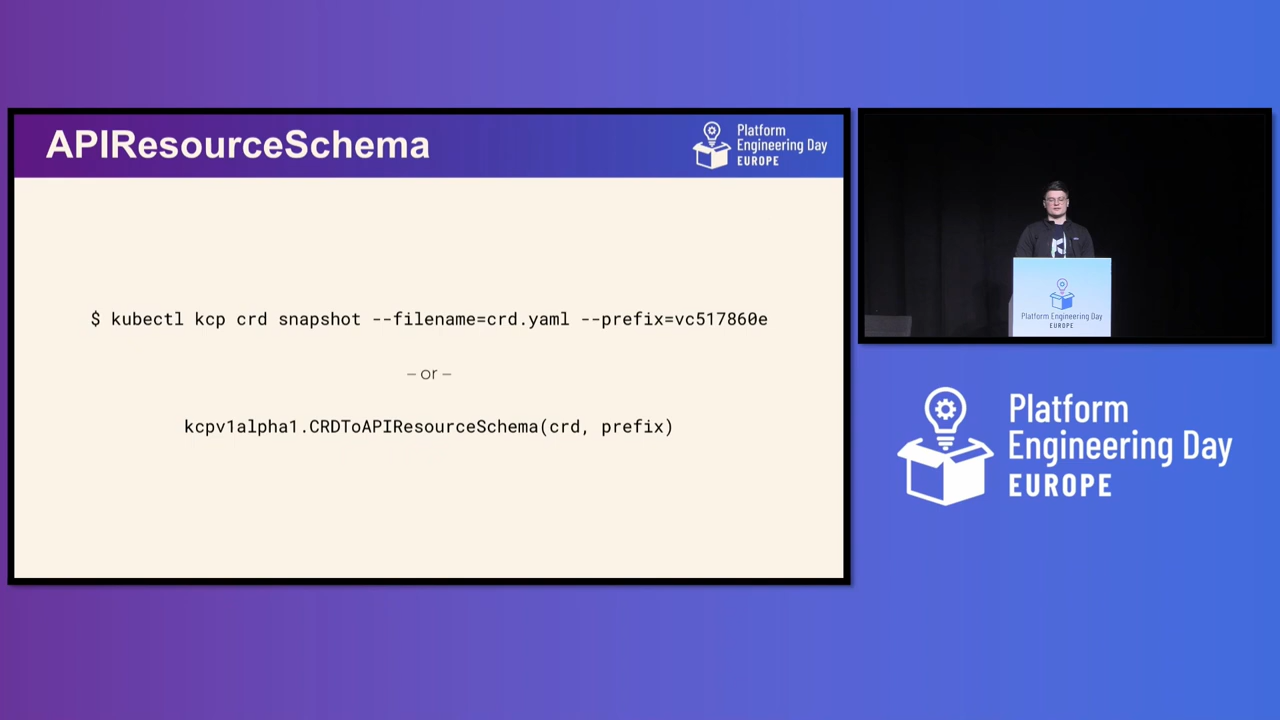 APIResourceSchema
Platform
Engineering Day
EUROPE
$ kubectl kcp crd snapshot --filename=crd.yaml --prefix=vc517860e
– or –
kcpv1alpha1.CRDToAPIResourceSchema(crd, prefix)
Platform Engineering Day
EUROPE
Platform
Engineering Day
EUROPE